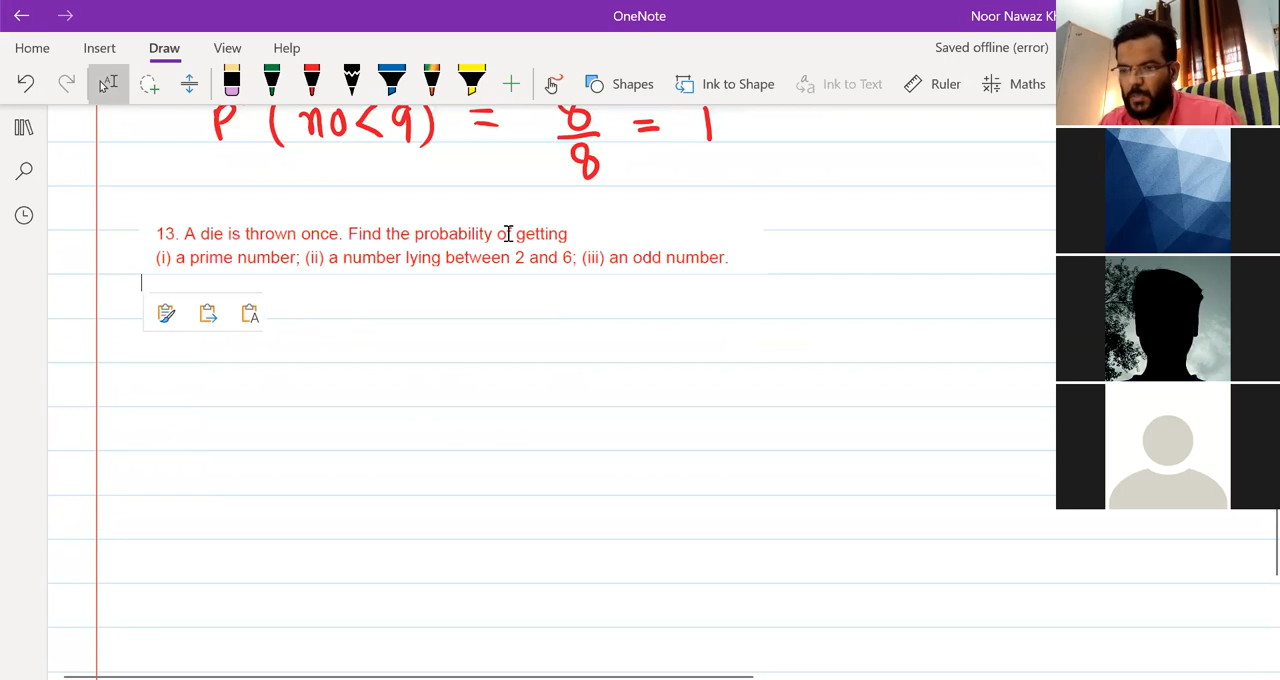 OneNote
Noor Nawaz
Home Insert Draw View Help
Saved offline (error)
Shapes Ink to Shape Ink to Text Ruler Maths
P (no<9) = 8/8 = 1
13. A die is thrown once. Find the probability of getting
(i) a prime number; (ii) a number lying between 2 and 6; (iii) an odd number.